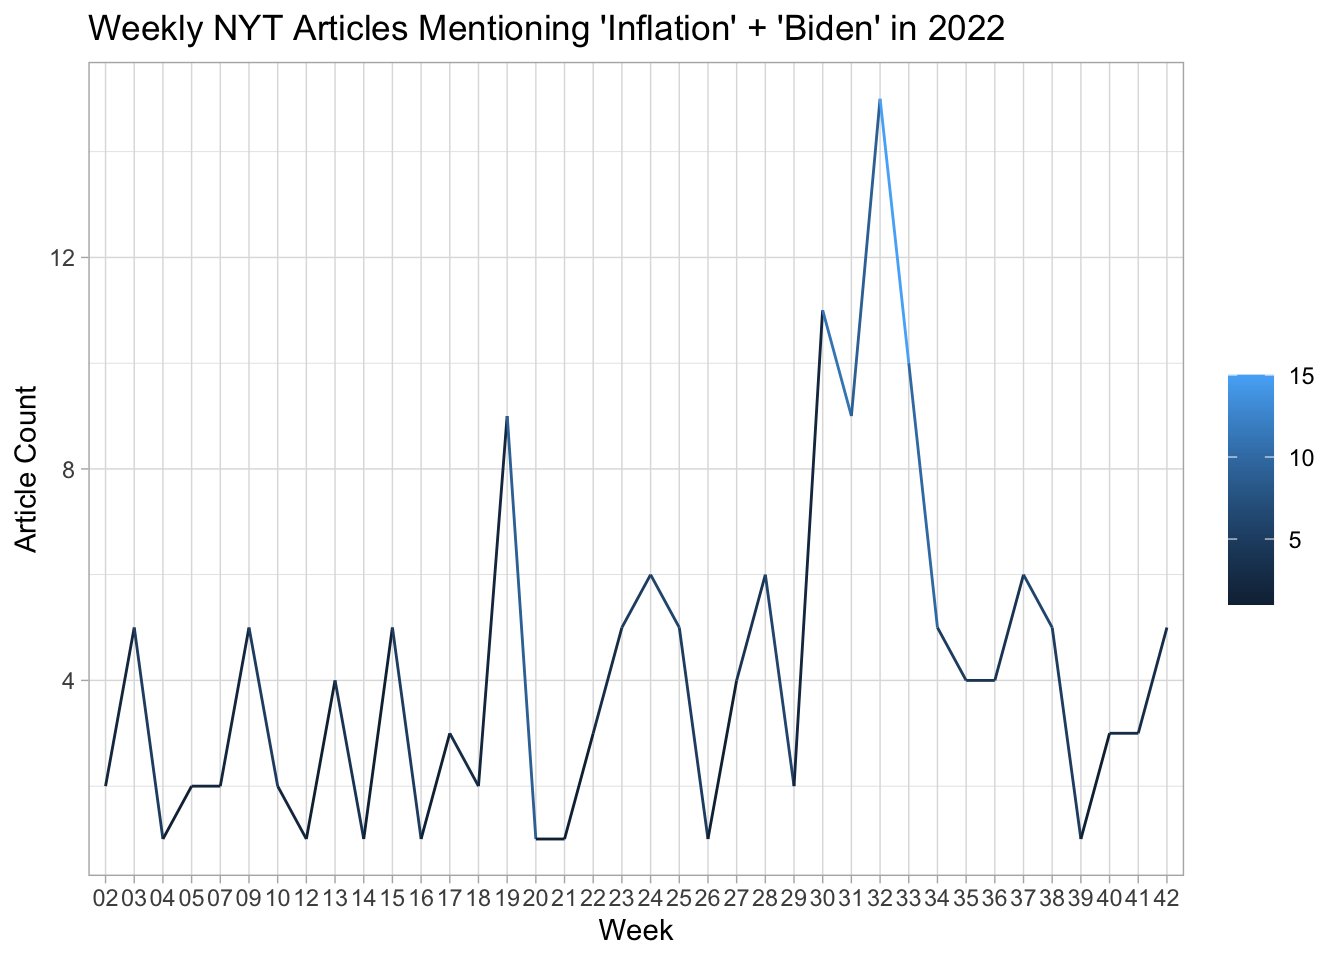 Weekly NYT Articles Mentioning 'Inflation' + 'Biden' in 2022
Article Count
12
8
4
02 03 04 05 07 09 10 12 13 14 15 16 17 18 19 20 21 22 23 24 25 26 27 28 29 30 31 32 33 34 35 36 37 38 39 40 41 42
Week
15
10
5